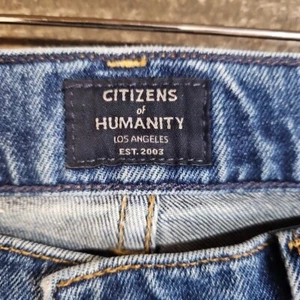 CITIZENS
of
HUMANITY
LOS ANGELES
EST. 2003